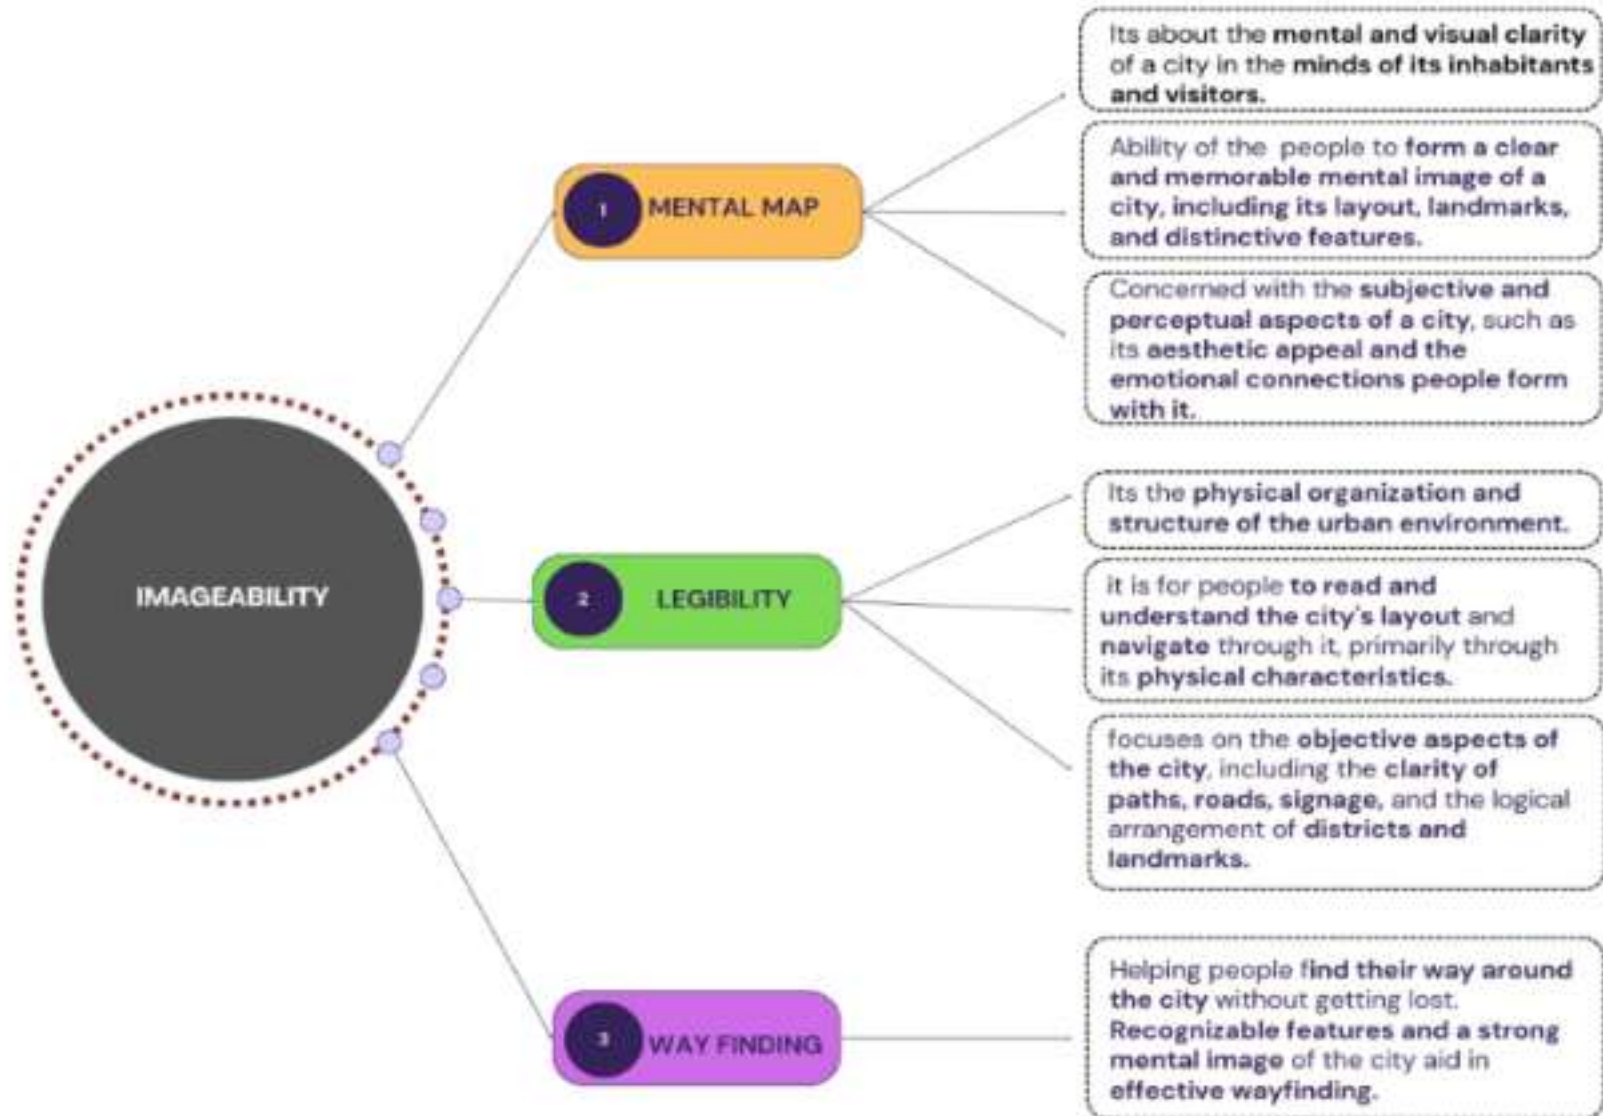 IMAGEABILITY
1
MENTAL MAP
Its about the mental and visual clarity
of a city in the minds of its inhabitants
and visitors.
Ability of the people to form a clear
and memorable mental image of a
city, including its layout, landmarks,
and distinctive features.
Concerned with the subjective and
perceptual aspects of a city, such as
its aesthetic appeal and the
emotional connections people form
with it.
2
LEGIBILITY
Its the physical organization and
structure of the urban environment.
it is for people to read and
understand the city's layout and
navigate through it, primarily through
its physical characteristics.
focuses on the objective aspects of
the city, including the clarity of
paths, roads, signage, and the logical
arrangement of districts and
landmarks.
3
WAY FINDING
Helping people find their way around
the city without getting lost.
Recognizable features and a strong
mental image of the city aid in
effective wayfinding.